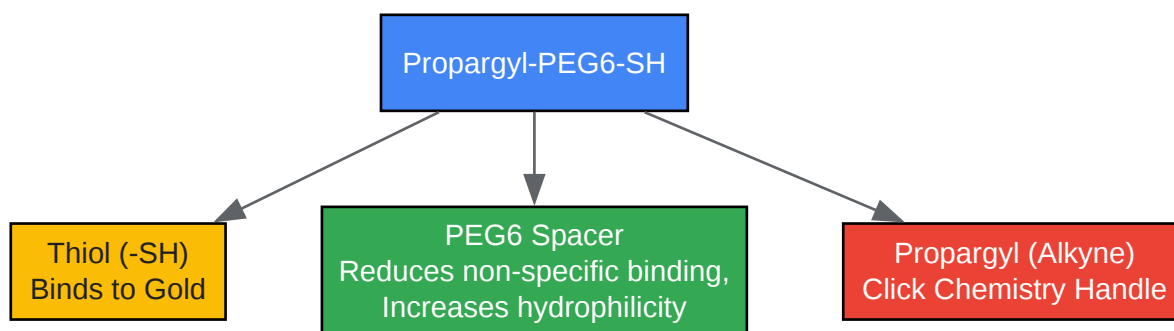 Propargyl-PEG6-SH
Thiol (-SH)
Binds to Gold
PEG6 Spacer
Reduces non-specific binding,
Increases hydrophilicity
Propargyl (Alkyne)
Click Chemistry Handle